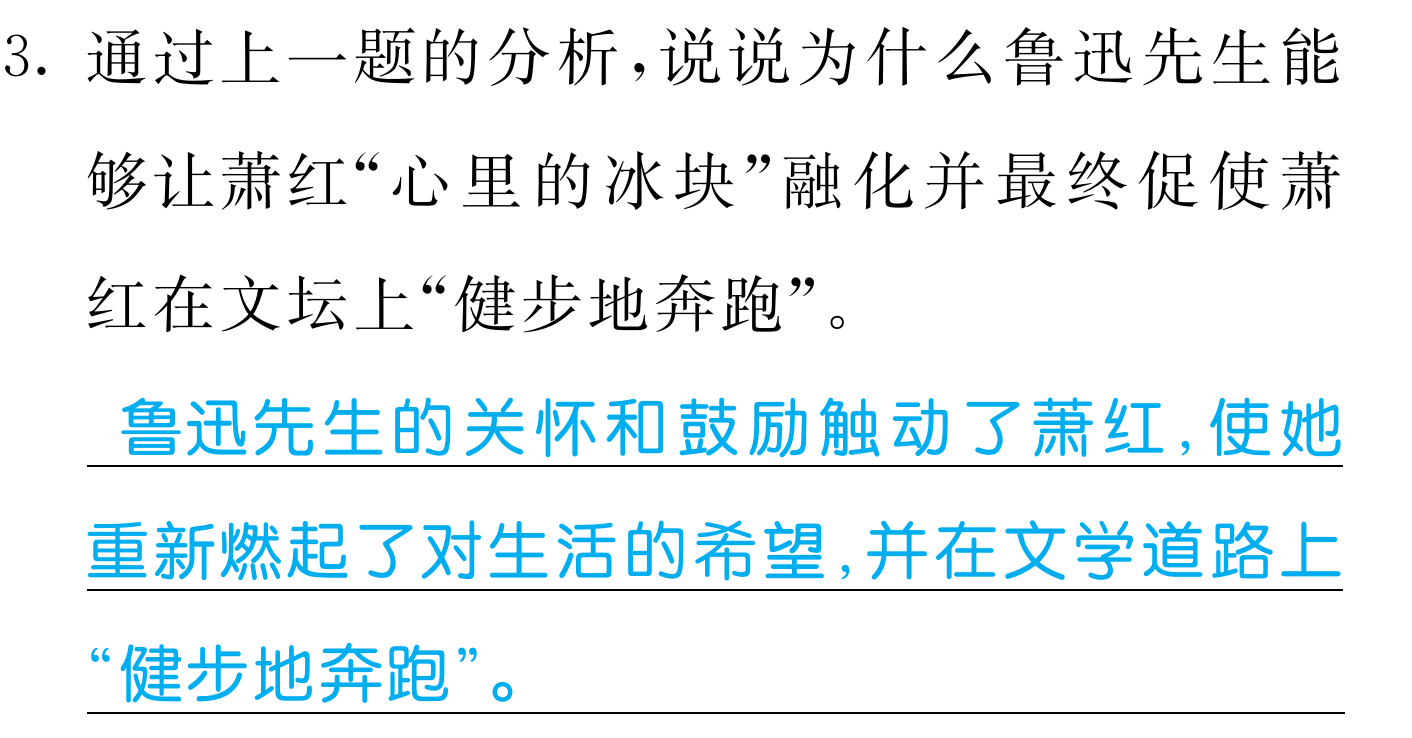 3. 通过上一题的分析,说说为什么鲁迅先生能
够让萧红“心里的冰块”融化并最终促使萧
红在文坛上“健步地奔跑”。
鲁迅先生的关怀和鼓励触动了萧红,使她
重新燃起了对生活的希望,并在文学道路上
“健步地奔跑”。